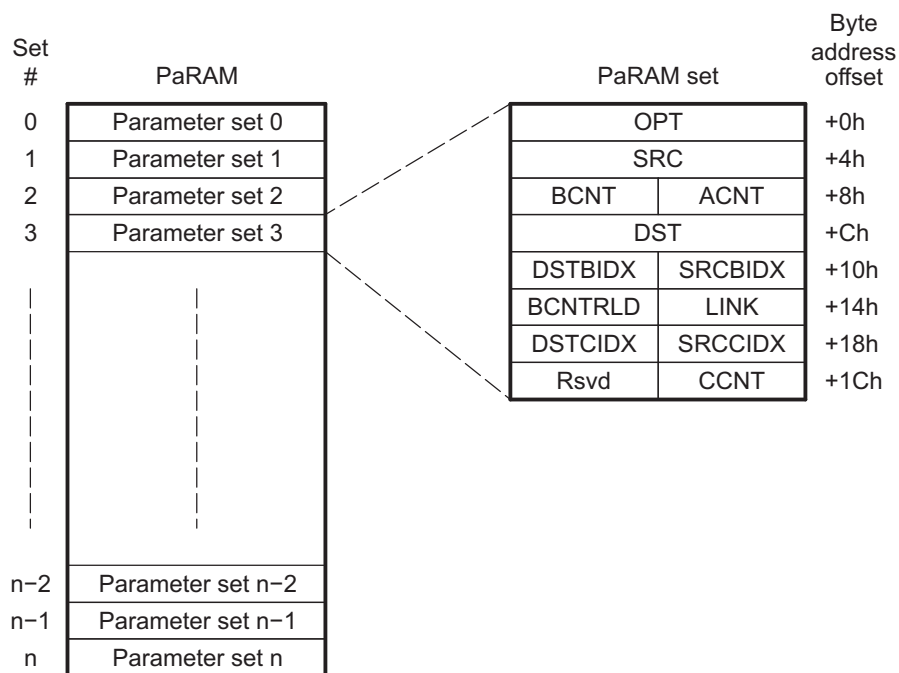 Set
#
PaRAM
0 Parameter set 0
1 Parameter set 1
2 Parameter set 2
3 Parameter set 3
n−2 Parameter set n−2
n−1 Parameter set n−1
n Parameter set n
PaRAM set
Byte
address
offset
OPT +0h
SRC +4h
BCNT ACNT +8h
DST +Ch
DSTBIDX SRCBIDX +10h
BCNTRLD LINK +14h
DSTCIDX SRCCIDX +18h
Rsvd CCNT +1Ch